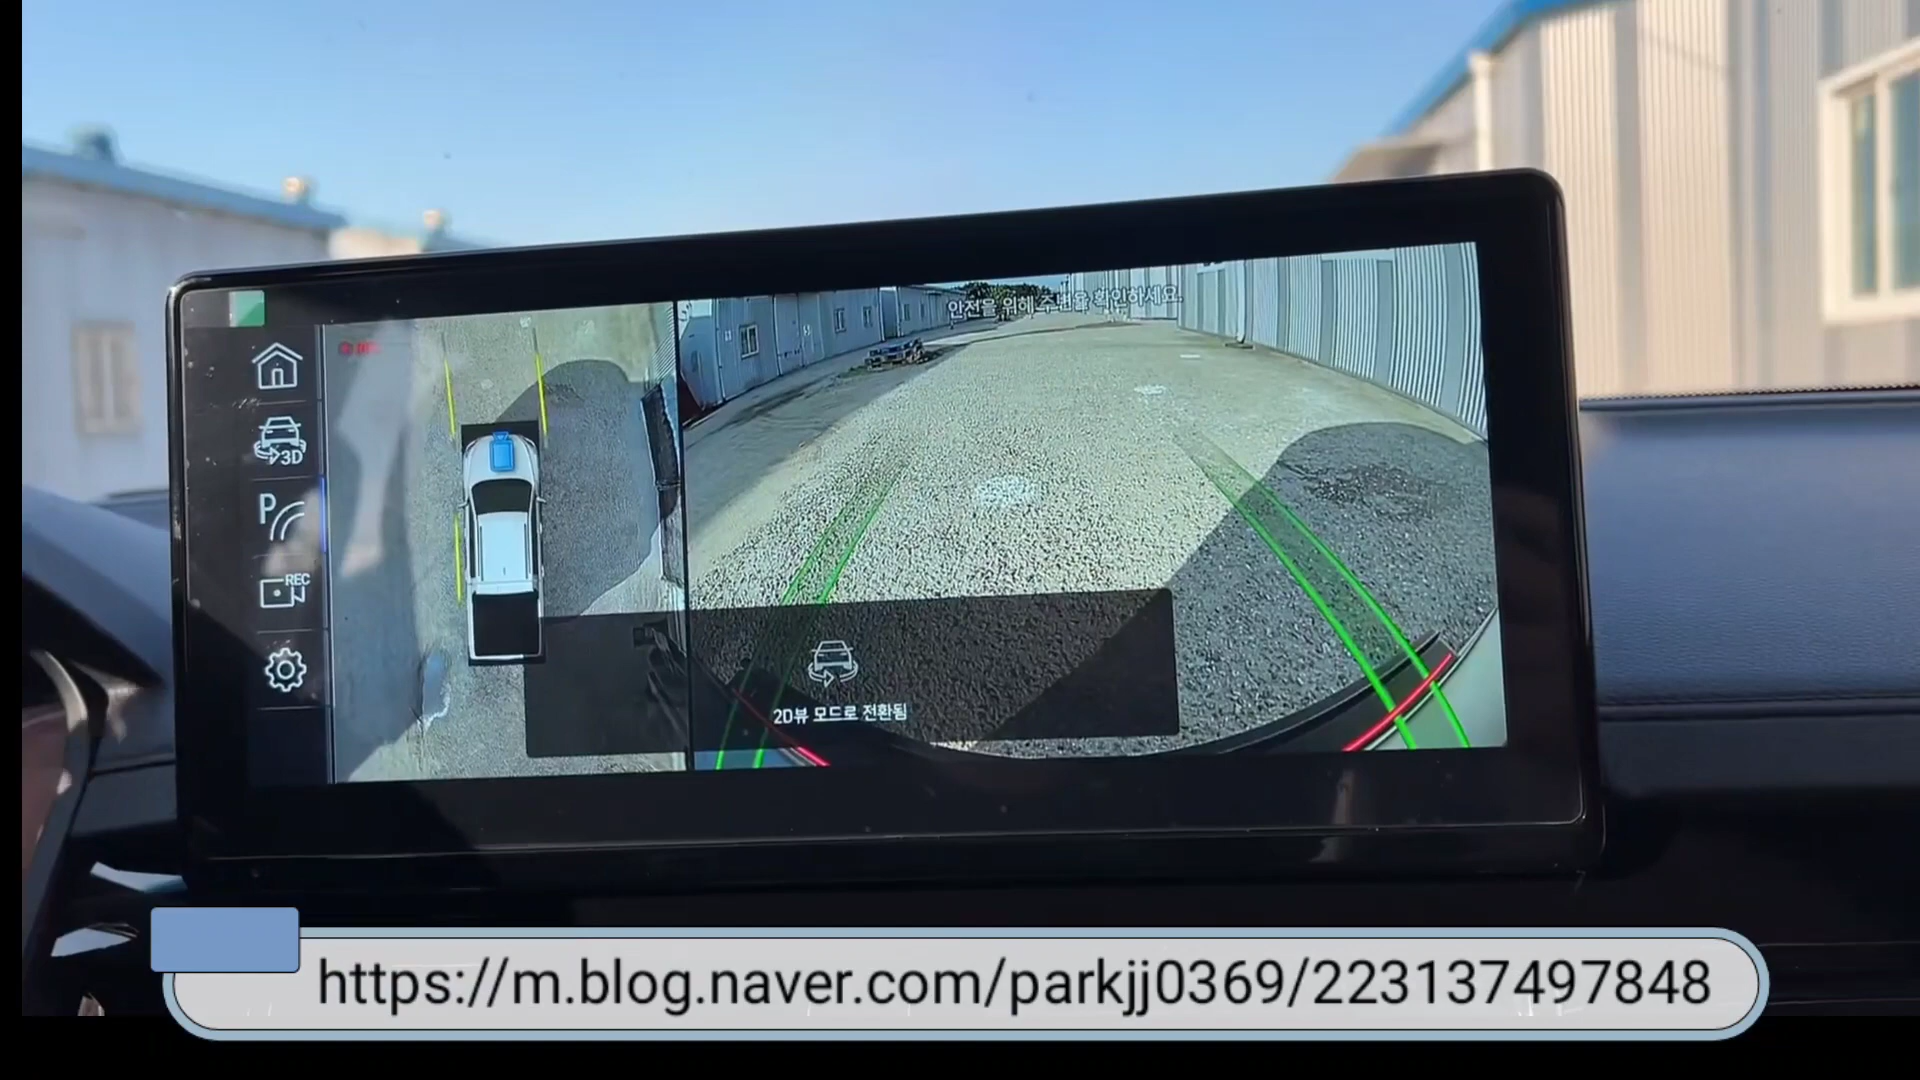 안전을 위해 주변을 확인하세요.
3D
P
REC
2D뷰 모드로 전환됨
https://m.blog.naver.com/parkjj0369/223137497848